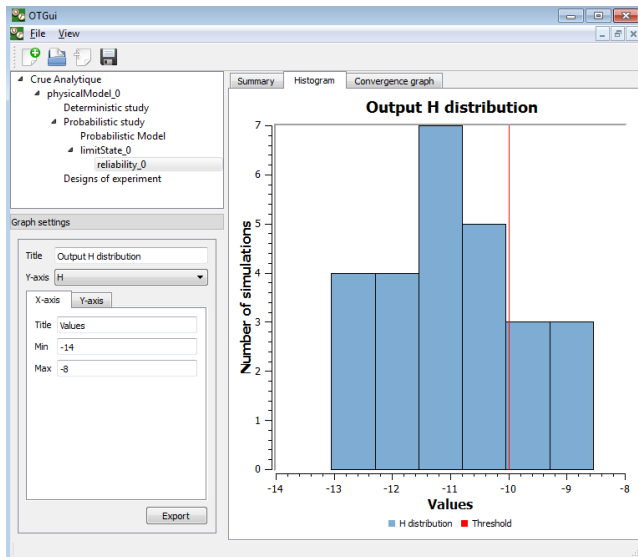 OTGui
File View
Crue Analytique
physicalModel_0
Deterministic study
Probabilistic study
Probabilistic Model
limitState_0
reliability_0
Designs of experiment
Graph settings
Title Output H distribution
Y-axis H
X-axis Y-axis
Title Values
Min -14
Max -8
Export
Summary Histogram Convergence graph
Output H distribution
Number of simulations
7
6
5
4
3
2
1
0
-14 -13 -12 -11 -10 -9 -8
Values
H distribution Threshold